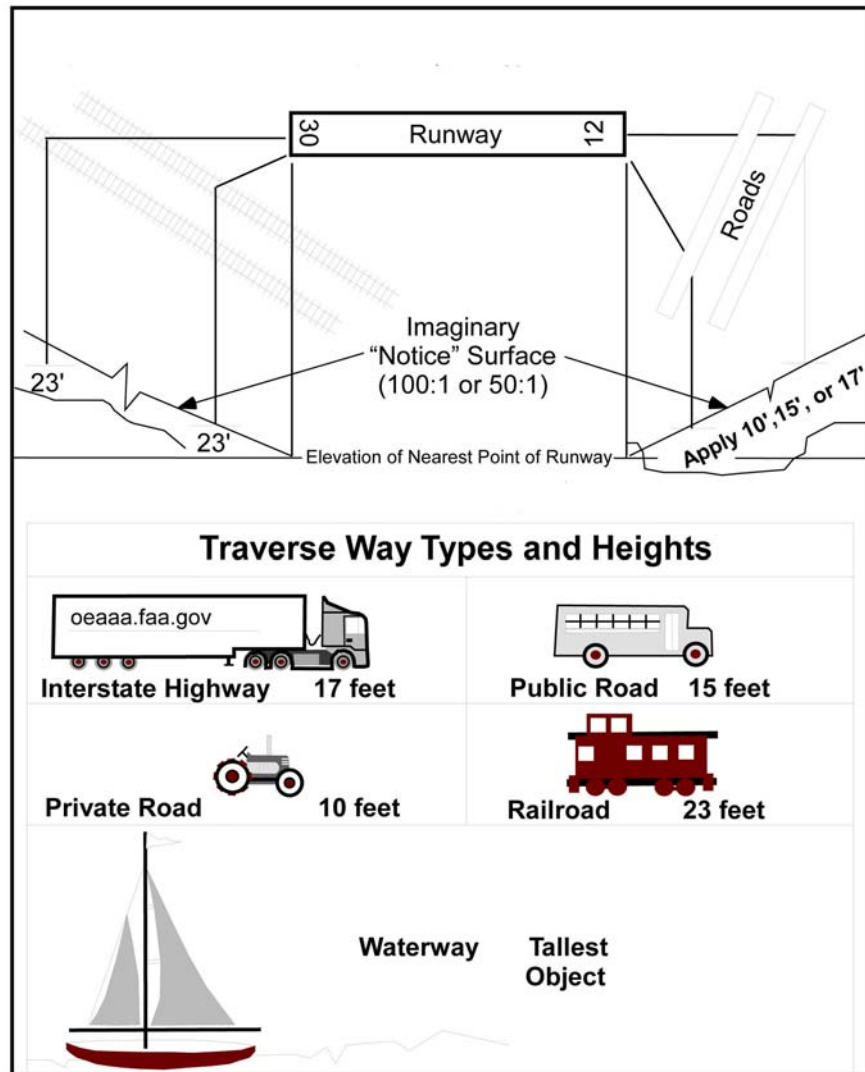 30 Runway 12
Roads
Imaginary
“Notice” Surface
(100:1 or 50:1)
23'
23'
Apply 10',15', or 17'
Elevation of Nearest Point of Runway
Traverse Way Types and Heights
oeaaa.faa.gov
Interstate Highway 17 feet
Public Road 15 feet
Private Road 10 feet
Railroad 23 feet
Waterway Tallest
Object